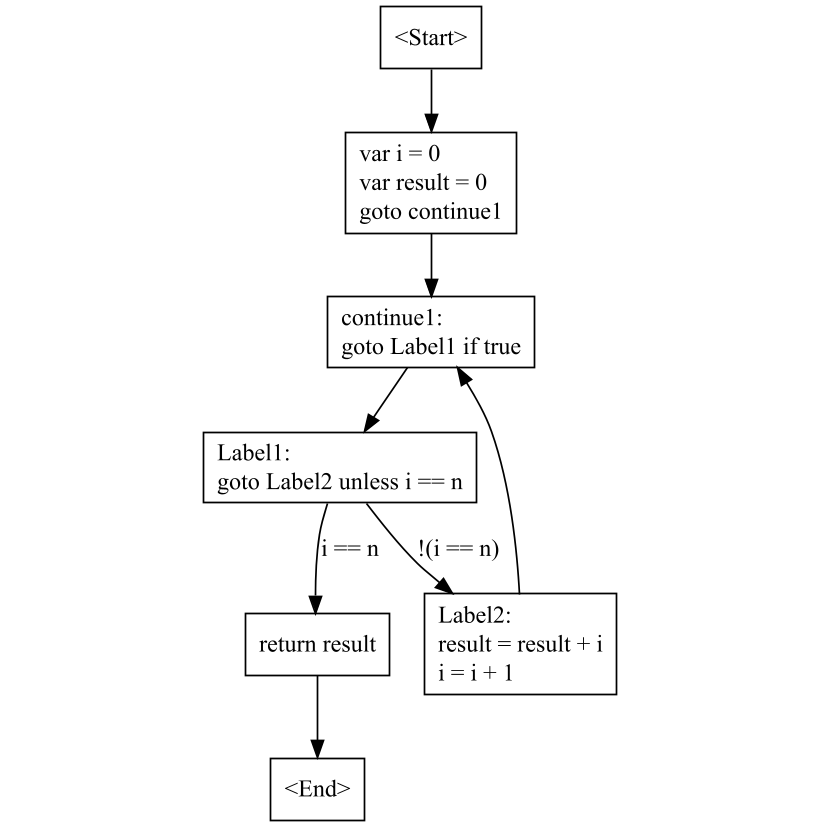 <Start>
var i = 0
var result = 0
goto continue1
continue1:
goto Label1 if true
Label1:
goto Label2 unless i == n
i == n
!(i == n)
Label2:
result = result + i
i = i + 1
return result
<End>